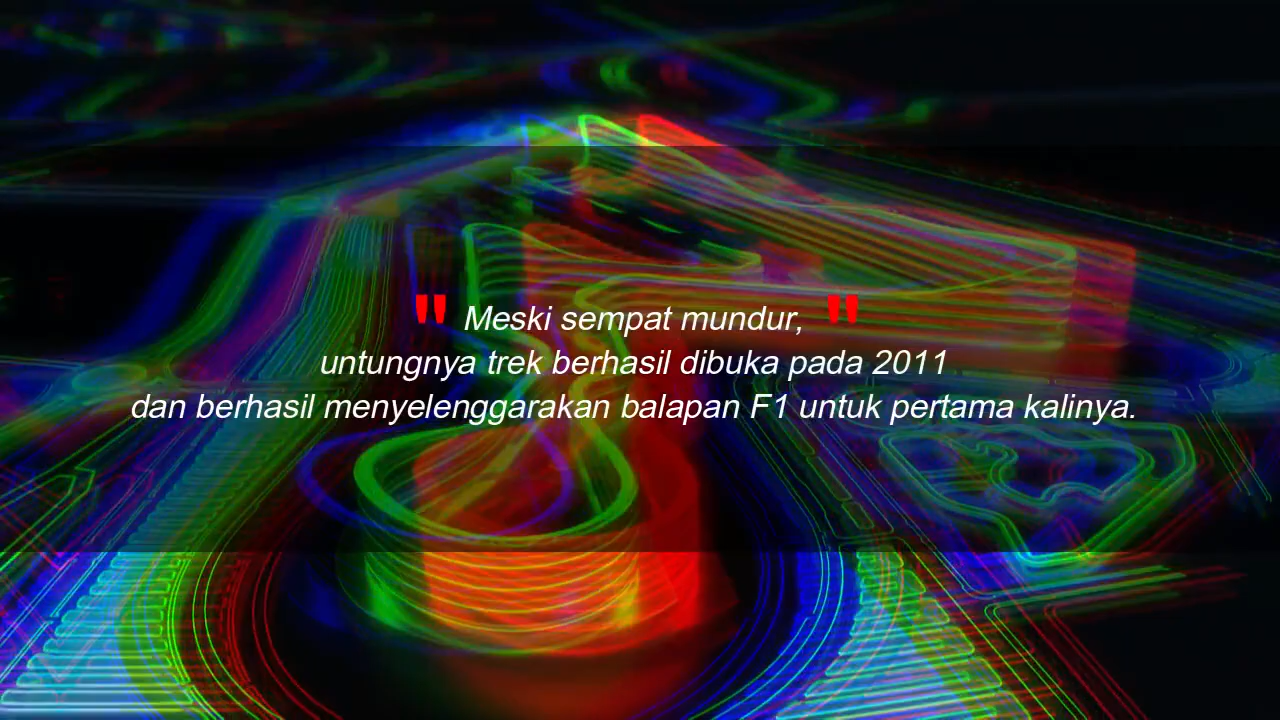 " Meski sempat mundur, "
untungnya trek berhasil dibuka pada 2011
dan berhasil menyelenggarakan balapan F1 untuk pertama kalinya.